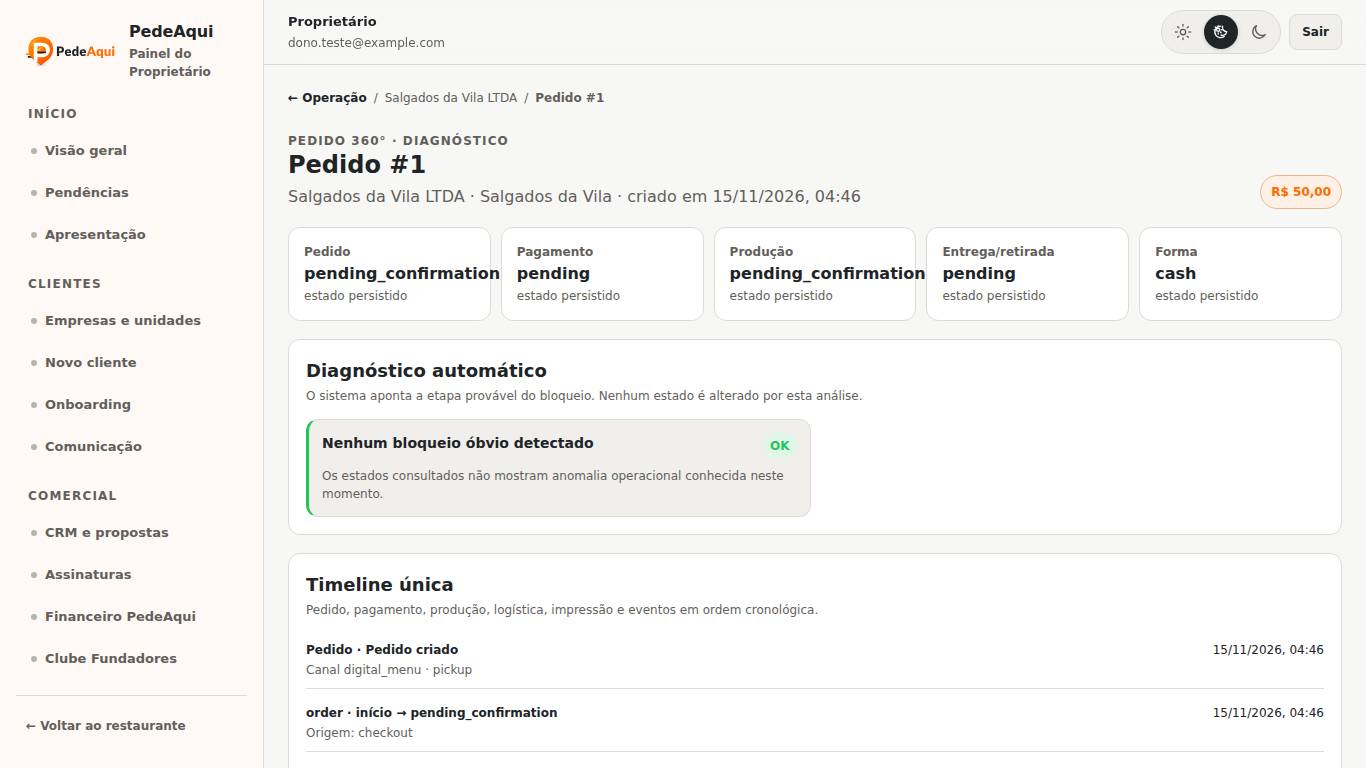 PedeAqui
PedeAqui
Painel do
Proprietário
INÍCIO
Visão geral
Pendências
Apresentação
CLIENTES
Empresas e unidades
Novo cliente
Onboarding
Comunicação
COMERCIAL
CRM e propostas
Assinaturas
Financeiro PedeAqui
Clube Fundadores
← Voltar ao restaurante
Proprietário
dono.teste@example.com
Sair
← Operação / Salgados da Vila LTDA / Pedido #1
PEDIDO 360° · DIAGNÓSTICO
Pedido #1
Salgados da Vila LTDA · Salgados da Vila · criado em 15/11/2026, 04:46
R$ 50,00
Pedido
pending_confirmation
estado persistido
Pagamento
pending
estado persistido
Produção
pending_confirmation
estado persistido
Entrega/retirada
pending
estado persistido
Forma
cash
estado persistido
Diagnóstico automático
O sistema aponta a etapa provável do bloqueio. Nenhum estado é alterado por esta análise.
Nenhum bloqueio óbvio detectado
OK
Os estados consultados não mostram anomalia operacional conhecida neste
momento.
Timeline única
Pedido, pagamento, produção, logística, impressão e eventos em ordem cronológica.
Pedido · Pedido criado
15/11/2026, 04:46
Canal digital_menu · pickup
order · início → pending_confirmation
15/11/2026, 04:46
Origem: checkout